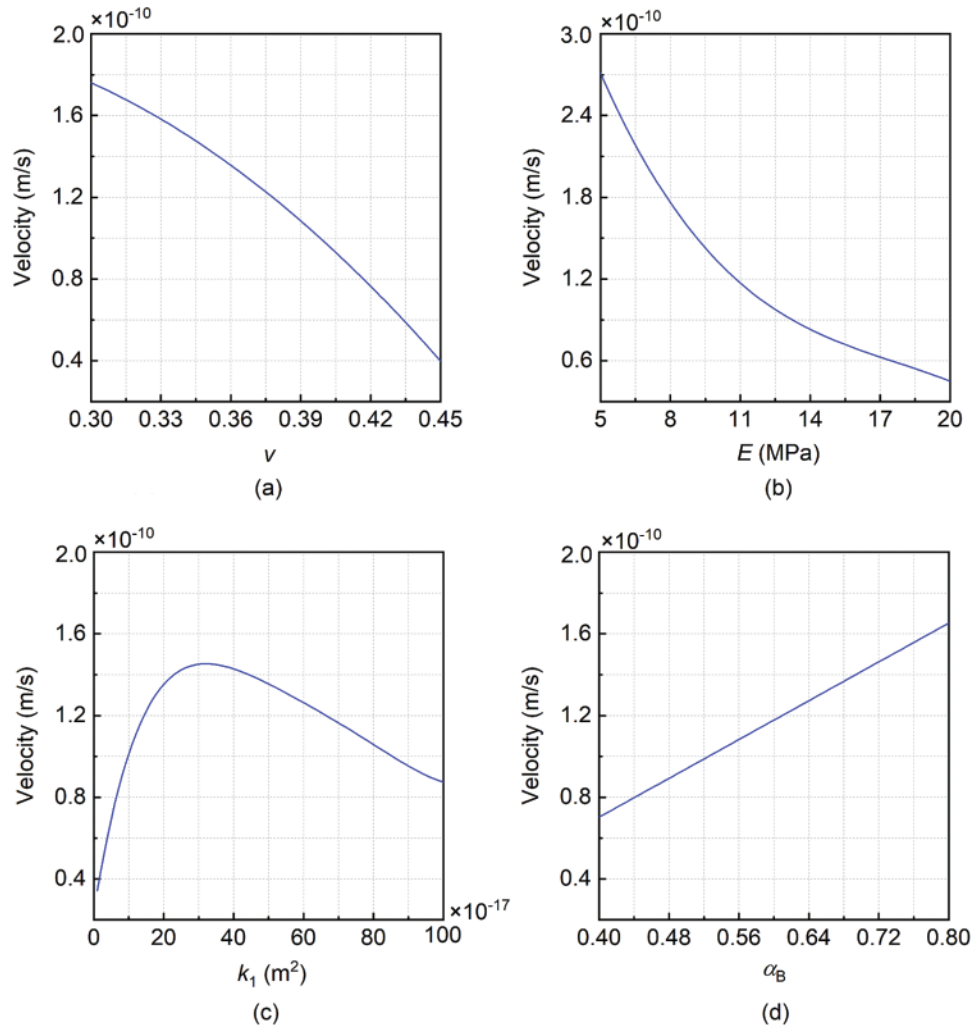 ×10⁻¹⁰
2.0
1.6
1.2
0.8
0.4
Velocity (m/s)
0.30 0.33 0.36 0.39 0.42 0.45
ν
(a)
×10⁻¹⁰
3.0
2.4
1.8
1.2
0.6
Velocity (m/s)
5 8 11 14 17 20
E (MPa)
(b)
×10⁻¹⁰
2.0
1.6
1.2
0.8
0.4
Velocity (m/s)
×10⁻¹⁷
0 20 40 60 80 100
k₁ (m²)
(c)
×10⁻¹⁰
2.0
1.6
1.2
0.8
0.4
Velocity (m/s)
0.40 0.48 0.56 0.64 0.72 0.80
α_B
(d)